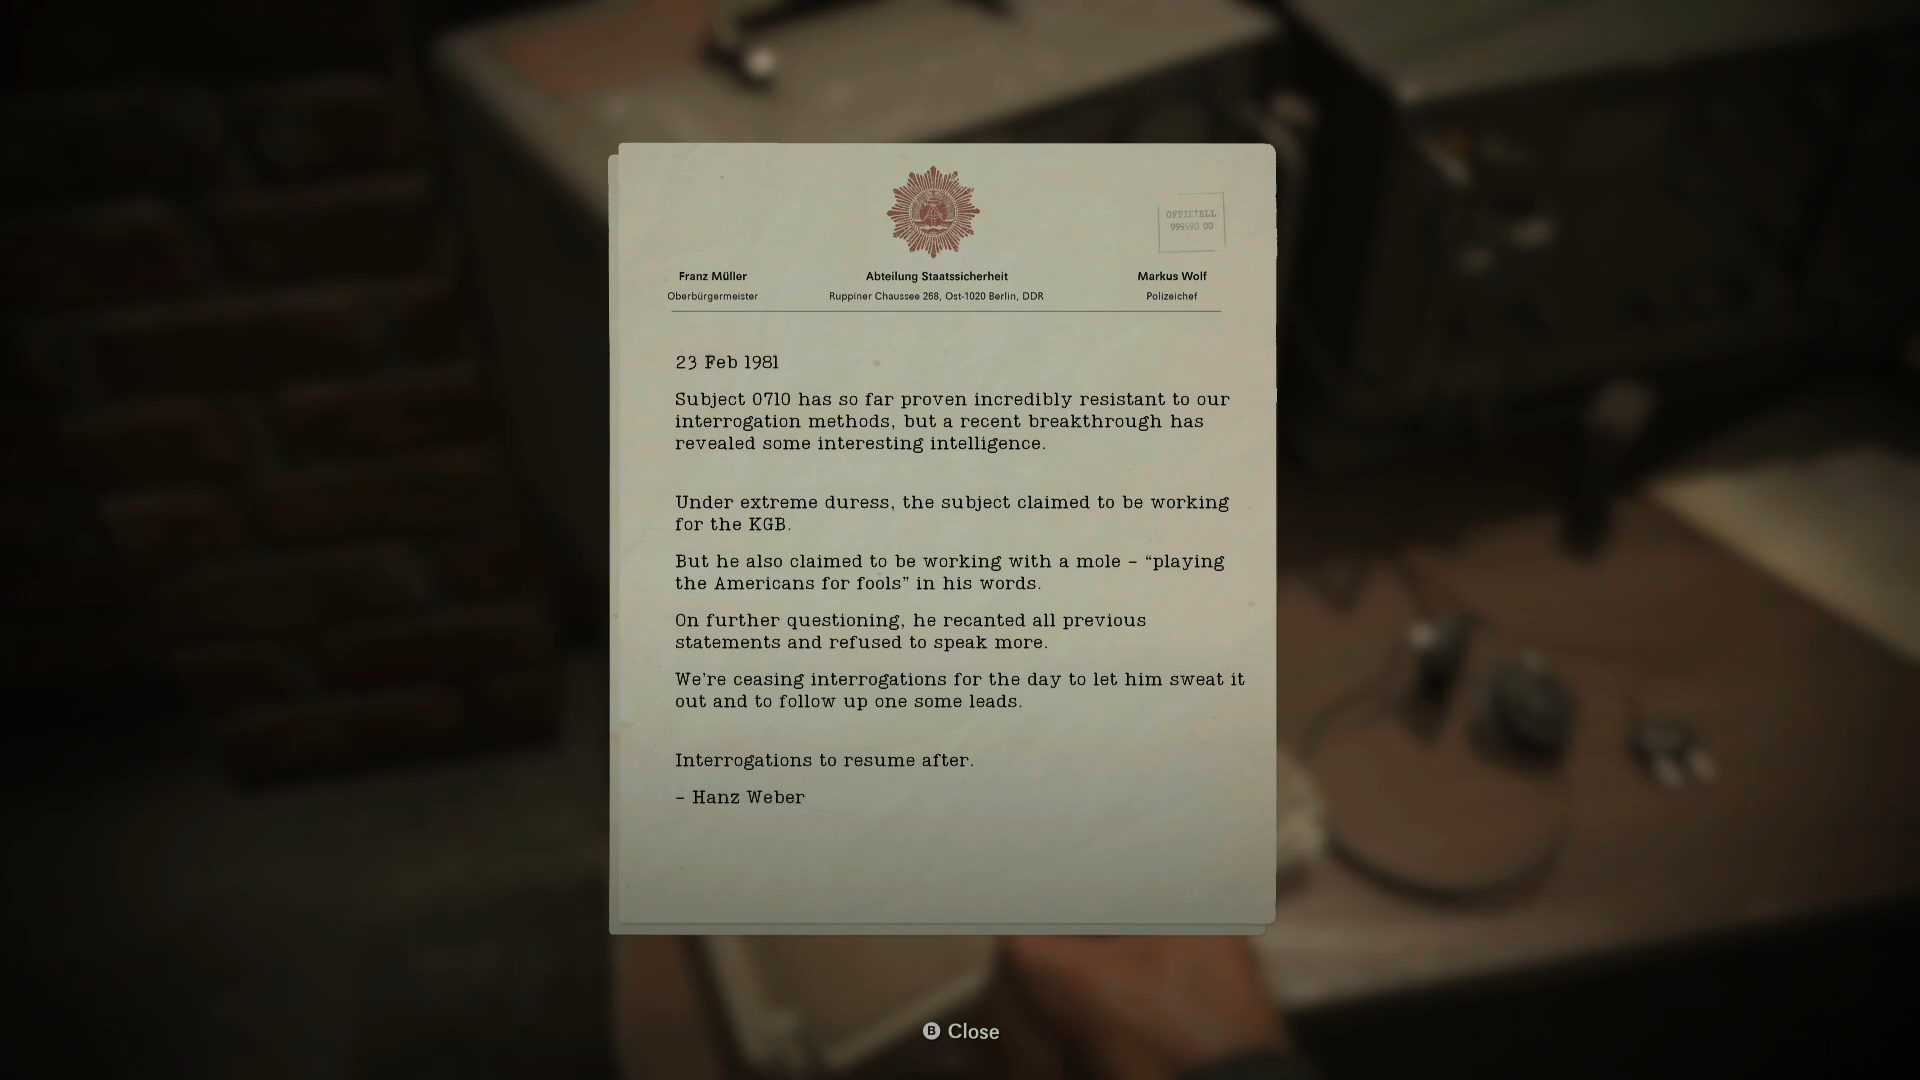 Franz Müller
Oberbürgermeister
Abteilung Staatssicherheit
Ruppiner Chaussee 268, Ost-1020 Berlin, DDR
Markus Wolf
Polizeichef
23 Feb 1981
Subject 0710 has so far proven incredibly resistant to our
interrogation methods, but a recent breakthrough has
revealed some interesting intelligence.
Under extreme duress, the subject claimed to be working
for the KGB.
But he also claimed to be working with a mole – “playing
the Americans for fools” in his words.
On further questioning, he recanted all previous
statements and refused to speak more.
We’re ceasing interrogations for the day to let him sweat it
out and to follow up one some leads.
Interrogations to resume after.
– Hanz Weber
B Close